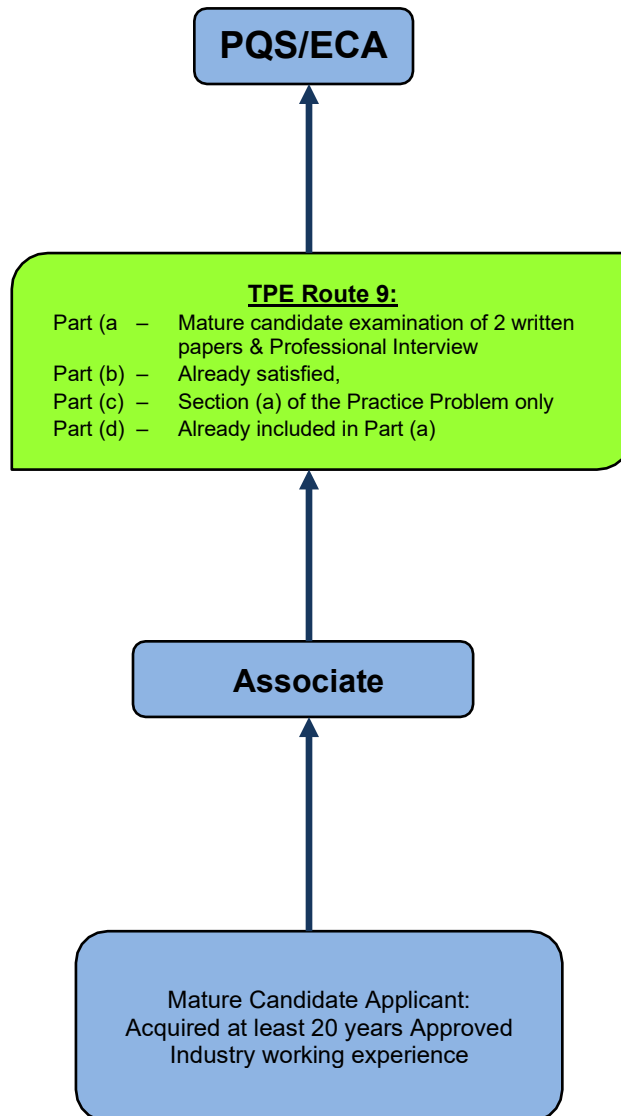 PQS/ECA
TPE Route 9:
Part (a – Mature candidate examination of 2 written
papers & Professional Interview
Part (b) – Already satisfied,
Part (c) – Section (a) of the Practice Problem only
Part (d) – Already included in Part (a)
Associate
Mature Candidate Applicant:
Acquired at least 20 years Approved
Industry working experience